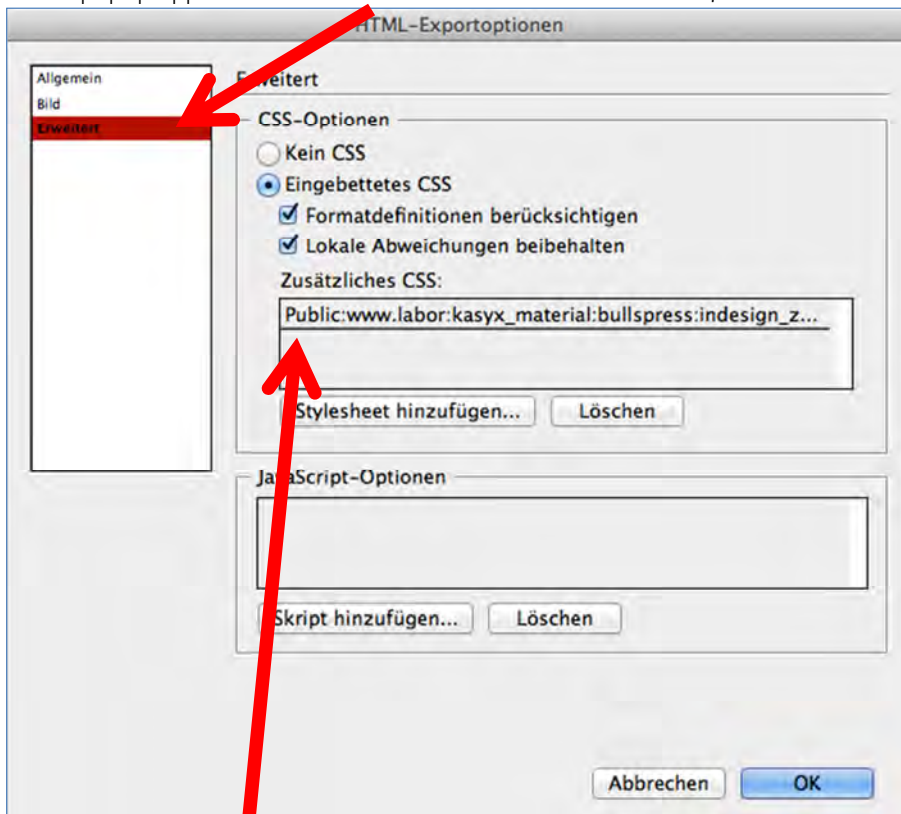 HTML-Exportoptionen
Allgemein
Bild
Erweitert
Erweitert
CSS-Optionen
Kein CSS
Eingebettetes CSS
Formatdefinitionen berücksichtigen
Lokale Abweichungen beibehalten
Zusätzliches CSS:
Public:www.labor:kasyx_material:bullspress:indesign_z...
Stylesheet hinzufügen...
Löschen
JavaScript-Optionen
Skript hinzufügen...
Löschen
Abbrechen
OK